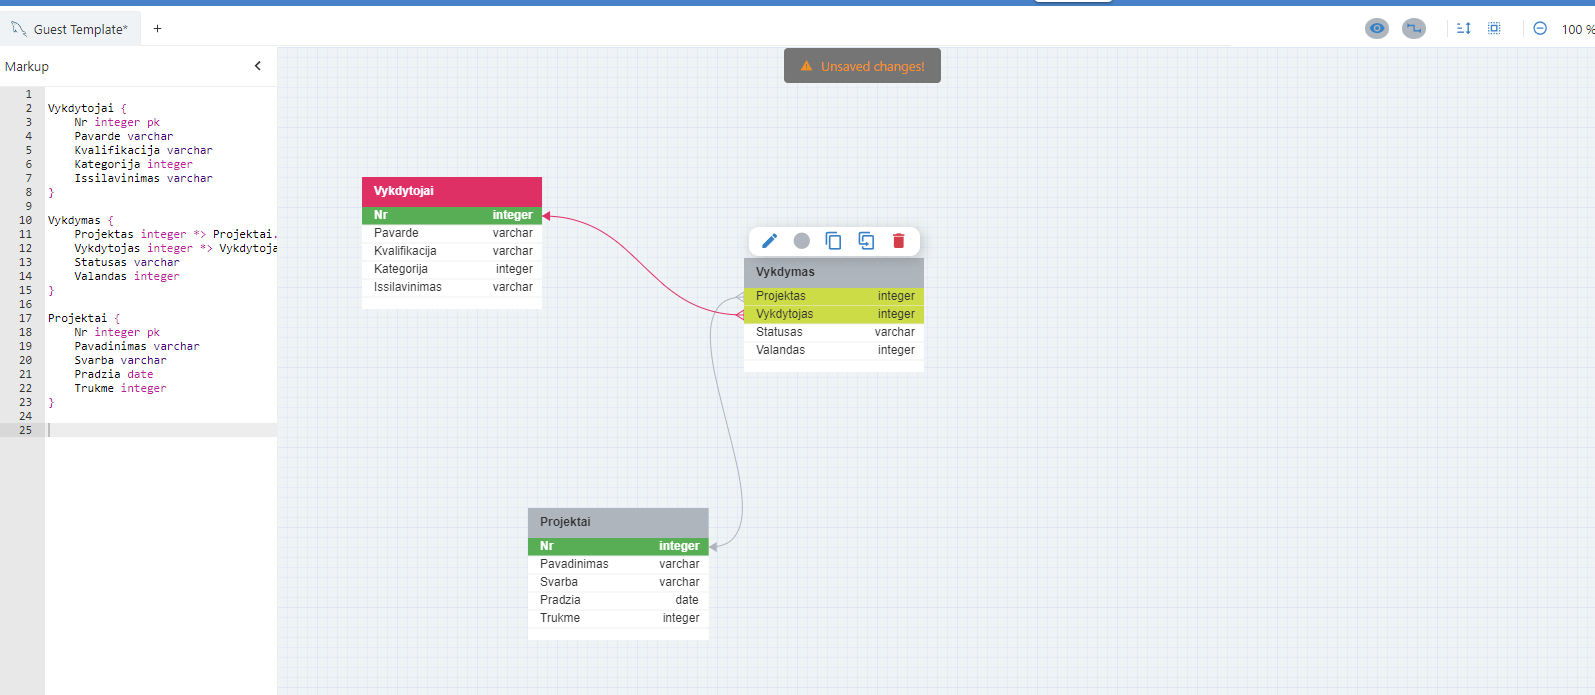 Guest Template*
+
100 %
Markup
Unsaved changes!
1
2 Vykdytojai {
3 Nr integer pk
4 Pavarde varchar
5 Kvalifikacija varchar
6 Kategorija integer
7 Issilavinimas varchar
8 }
9
10 Vykdymas {
11 Projektas integer *> Projektai.
12 Vykdytojas integer *> Vykdytoja
13 Statusas varchar
14 Valandas integer
15 }
16
17 Projektai {
18 Nr integer pk
19 Pavadinimas varchar
20 Svarba varchar
21 Pradzia date
22 Trukme integer
23 }
24
25
Vykdytojai
Nr integer
Pavarde varchar
Kvalifikacija varchar
Kategorija integer
Issilavinimas varchar
Vykdymas
Projektas integer
Vykdytojas integer
Statusas varchar
Valandas integer
Projektai
Nr integer
Pavadinimas varchar
Svarba varchar
Pradzia date
Trukme integer